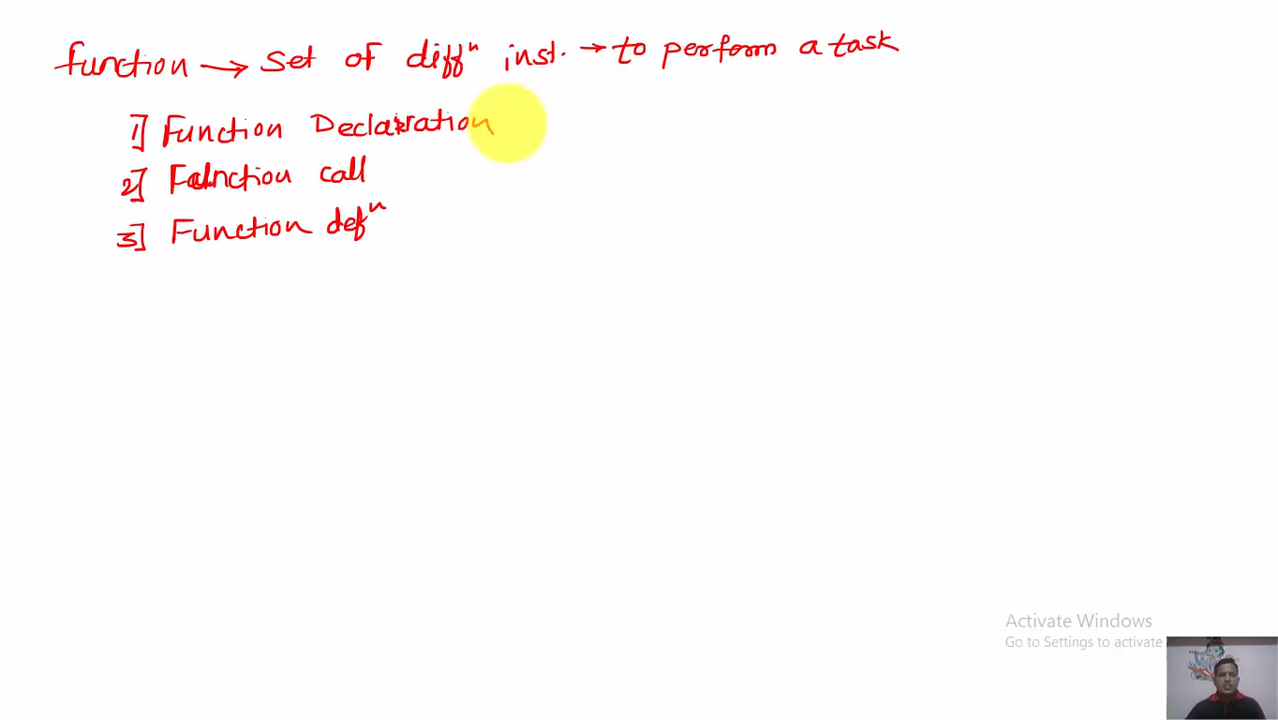 function → Set of diffⁿ inst. → to perform a task
1] Function Declaration
2] Function call
3] Function defⁿ
Activate Windows
Go to Settings to activate